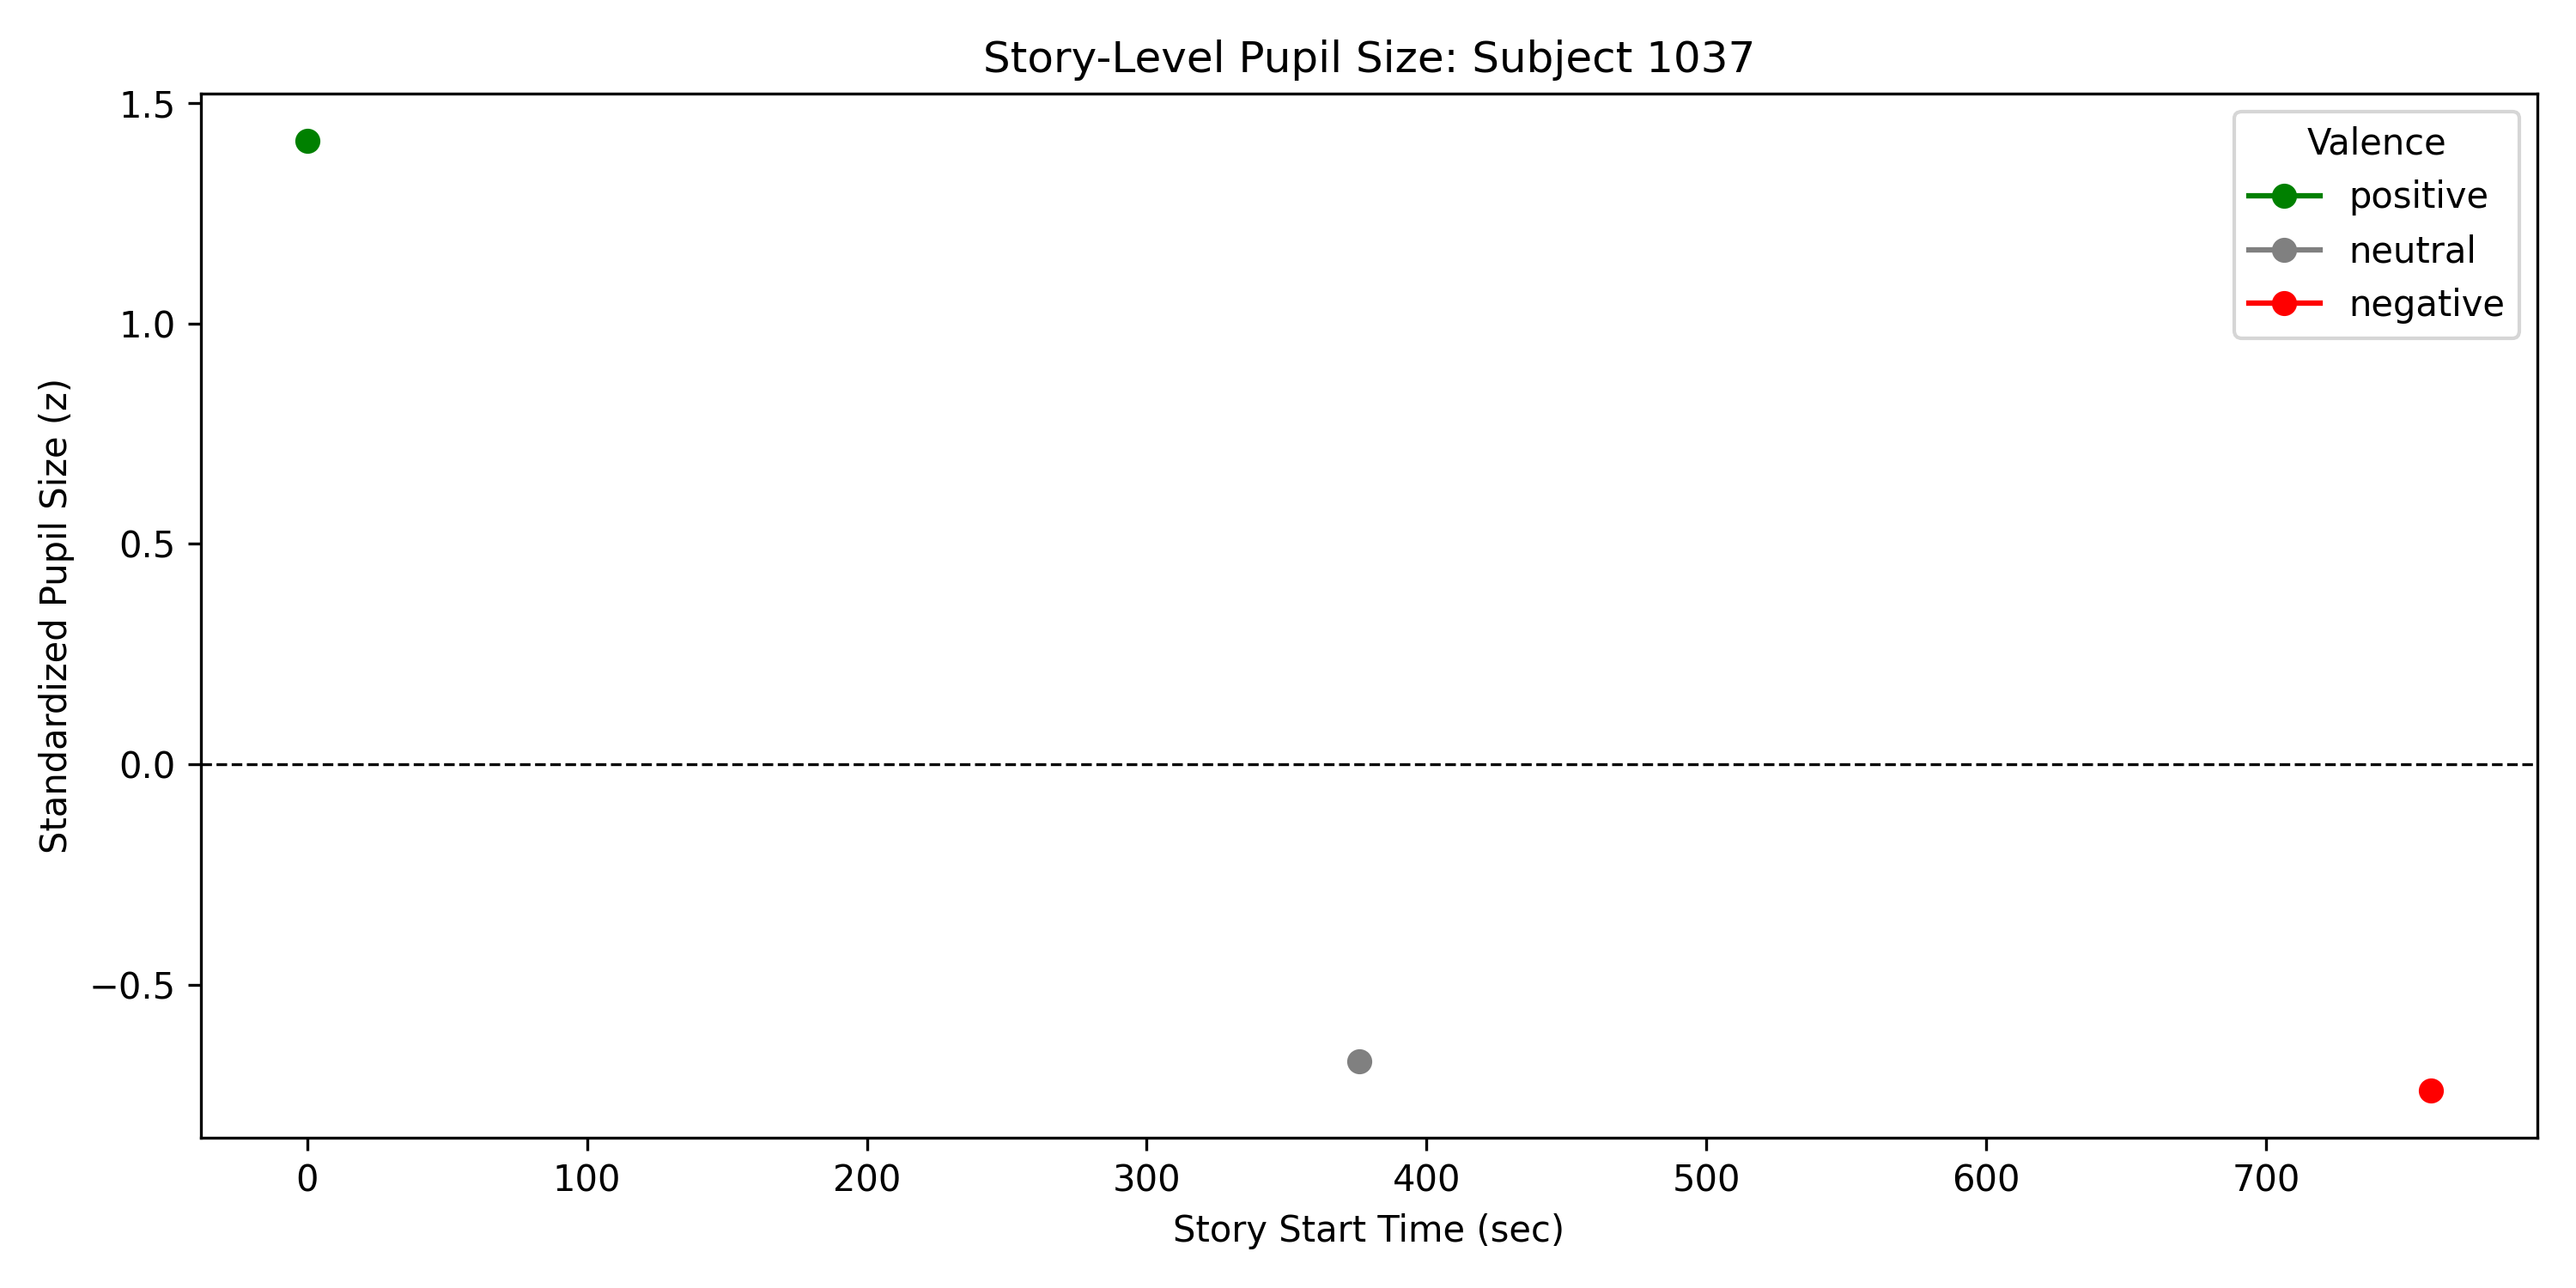 Story-Level Pupil Size: Subject 1037
Standardized Pupil Size (z)
1.5
1.0
0.5
0.0
−0.5
Valence
positive
neutral
negative
0 100 200 300 400 500 600 700
Story Start Time (sec)